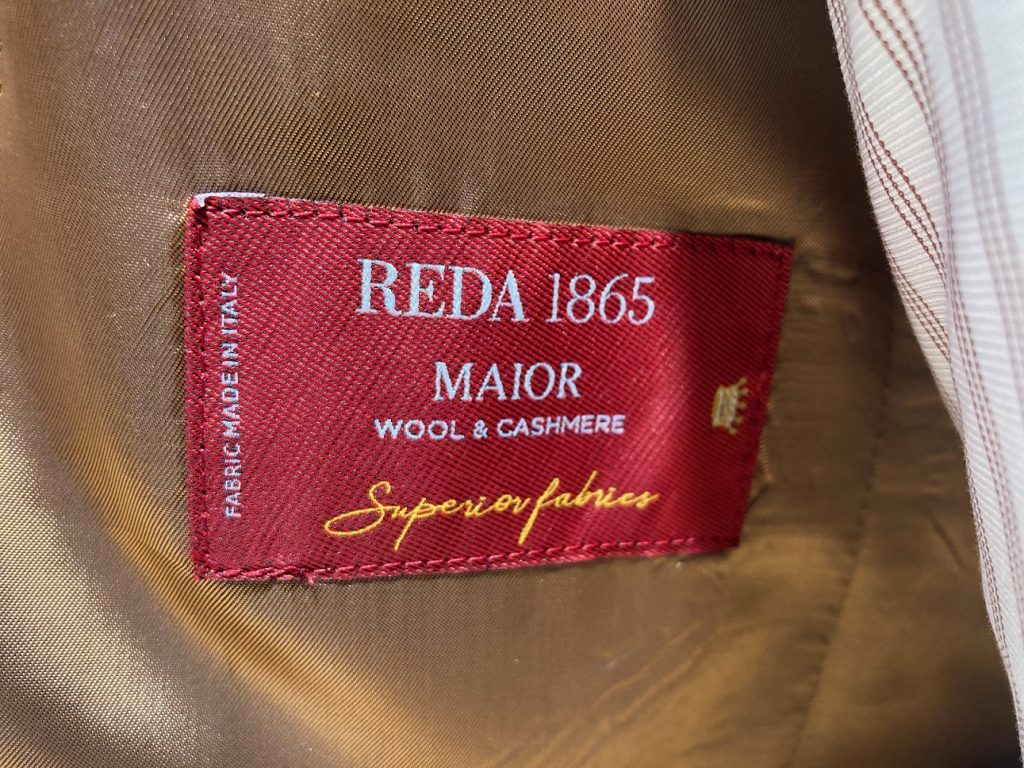 REDA 1865
MAIOR
WOOL & CASHMERE
Superior fabrics
FABRIC MADE IN ITALY